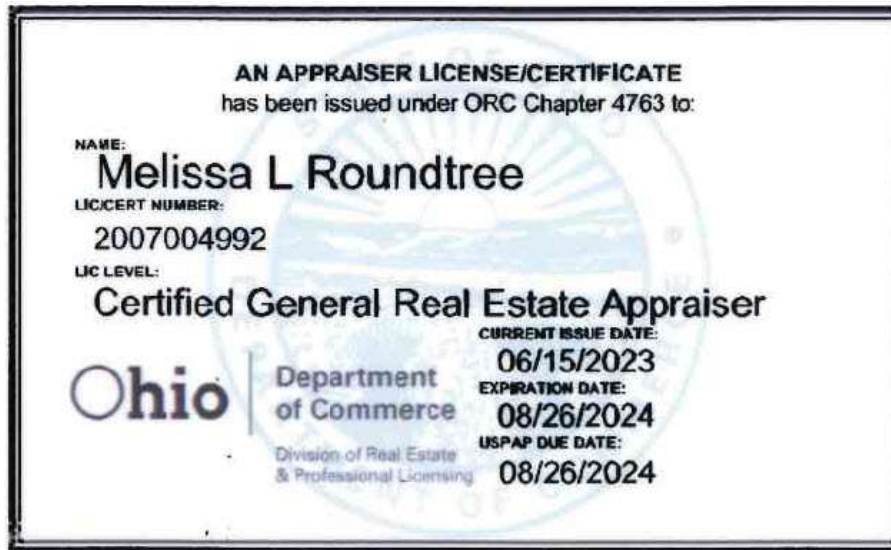 AN APPRAISER LICENSE/CERTIFICATE
has been issued under ORC Chapter 4763 to:
NAME:
Melissa L Roundtree
LIC/CERT NUMBER:
2007004992
LIC LEVEL:
Certified General Real Estate Appraiser
CURRENT ISSUE DATE:
06/15/2023
EXPIRATION DATE:
08/26/2024
USPAP DUE DATE:
08/26/2024
Ohio
Department
of Commerce
Division of Real Estate
& Professional Licensing